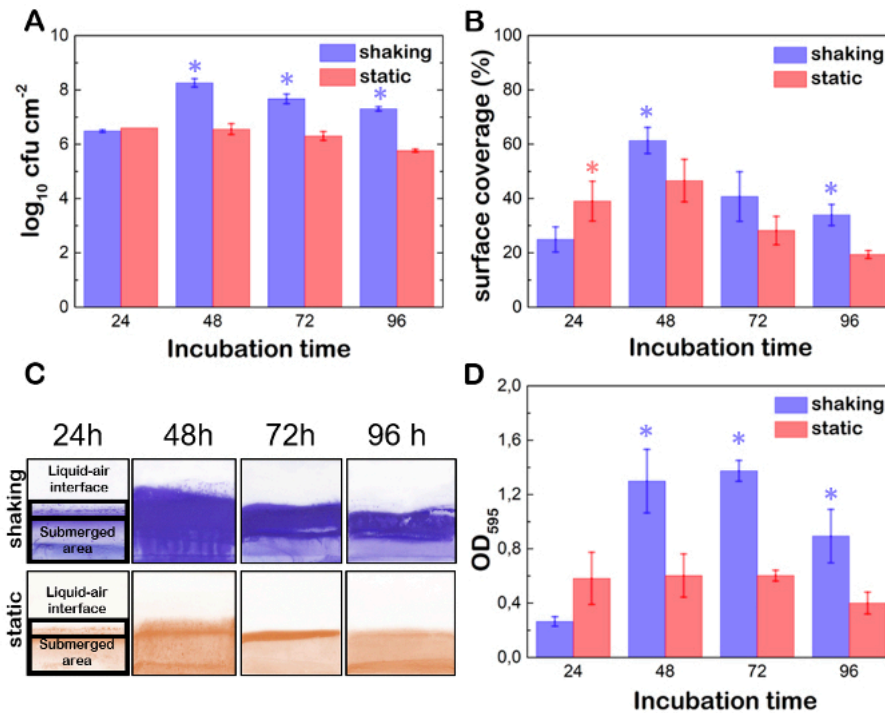 A
10
8
6
4
2
0
log10 cfu cm-2
shaking
static
*
*
*
24
48
72
96
Incubation time
B
100
80
60
40
20
0
surface coverage (%)
shaking
static
*
*
*
24
48
72
96
Incubation time
C
24h
48h
72h
96 h
shaking
Liquid-air
interface
Submerged
area
static
Liquid-air
interface
Submerged
area
D
2,0
1,6
1,2
0,8
0,4
0,0
OD595
shaking
static
*
*
*
24
48
72
96
Incubation time